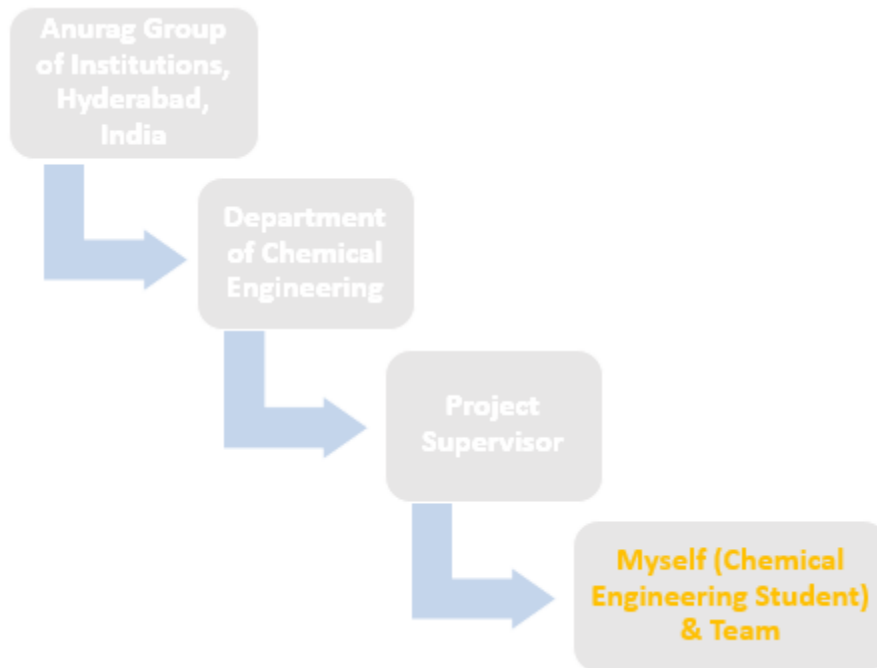 Anurag Group
of Institutions,
Hyderabad,
India
Department
of Chemical
Engineering
Project
Supervisor
Myself (Chemical
Engineering Student)
& Team